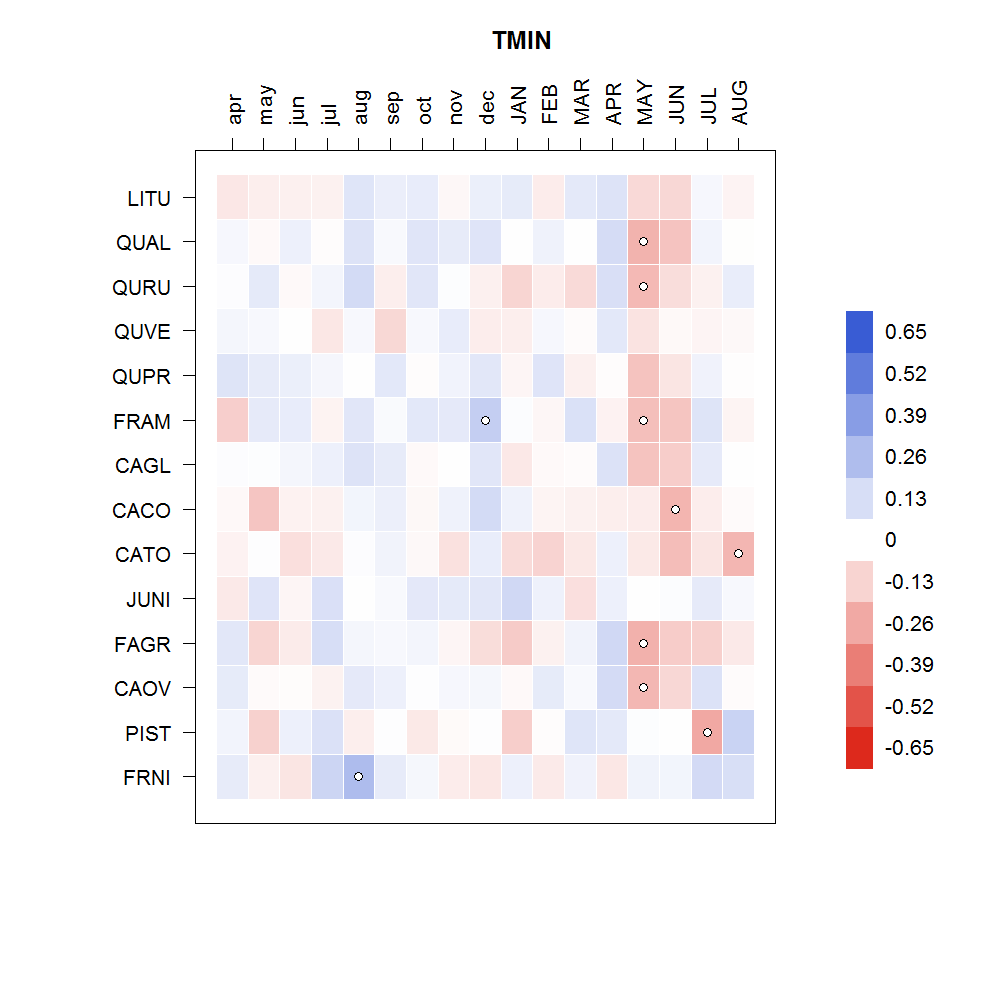 TMIN
apr may jun jul aug sep oct nov dec JAN FEB MAR APR MAY JUN JUL AUG
LITU
QUAL
QURU
QUVE
QUPR
FRAM
CAGL
CACO
CATO
JUNI
FAGR
CAOV
PIST
FRNI
0.65
0.52
0.39
0.26
0.13
0
-0.13
-0.26
-0.39
-0.52
-0.65